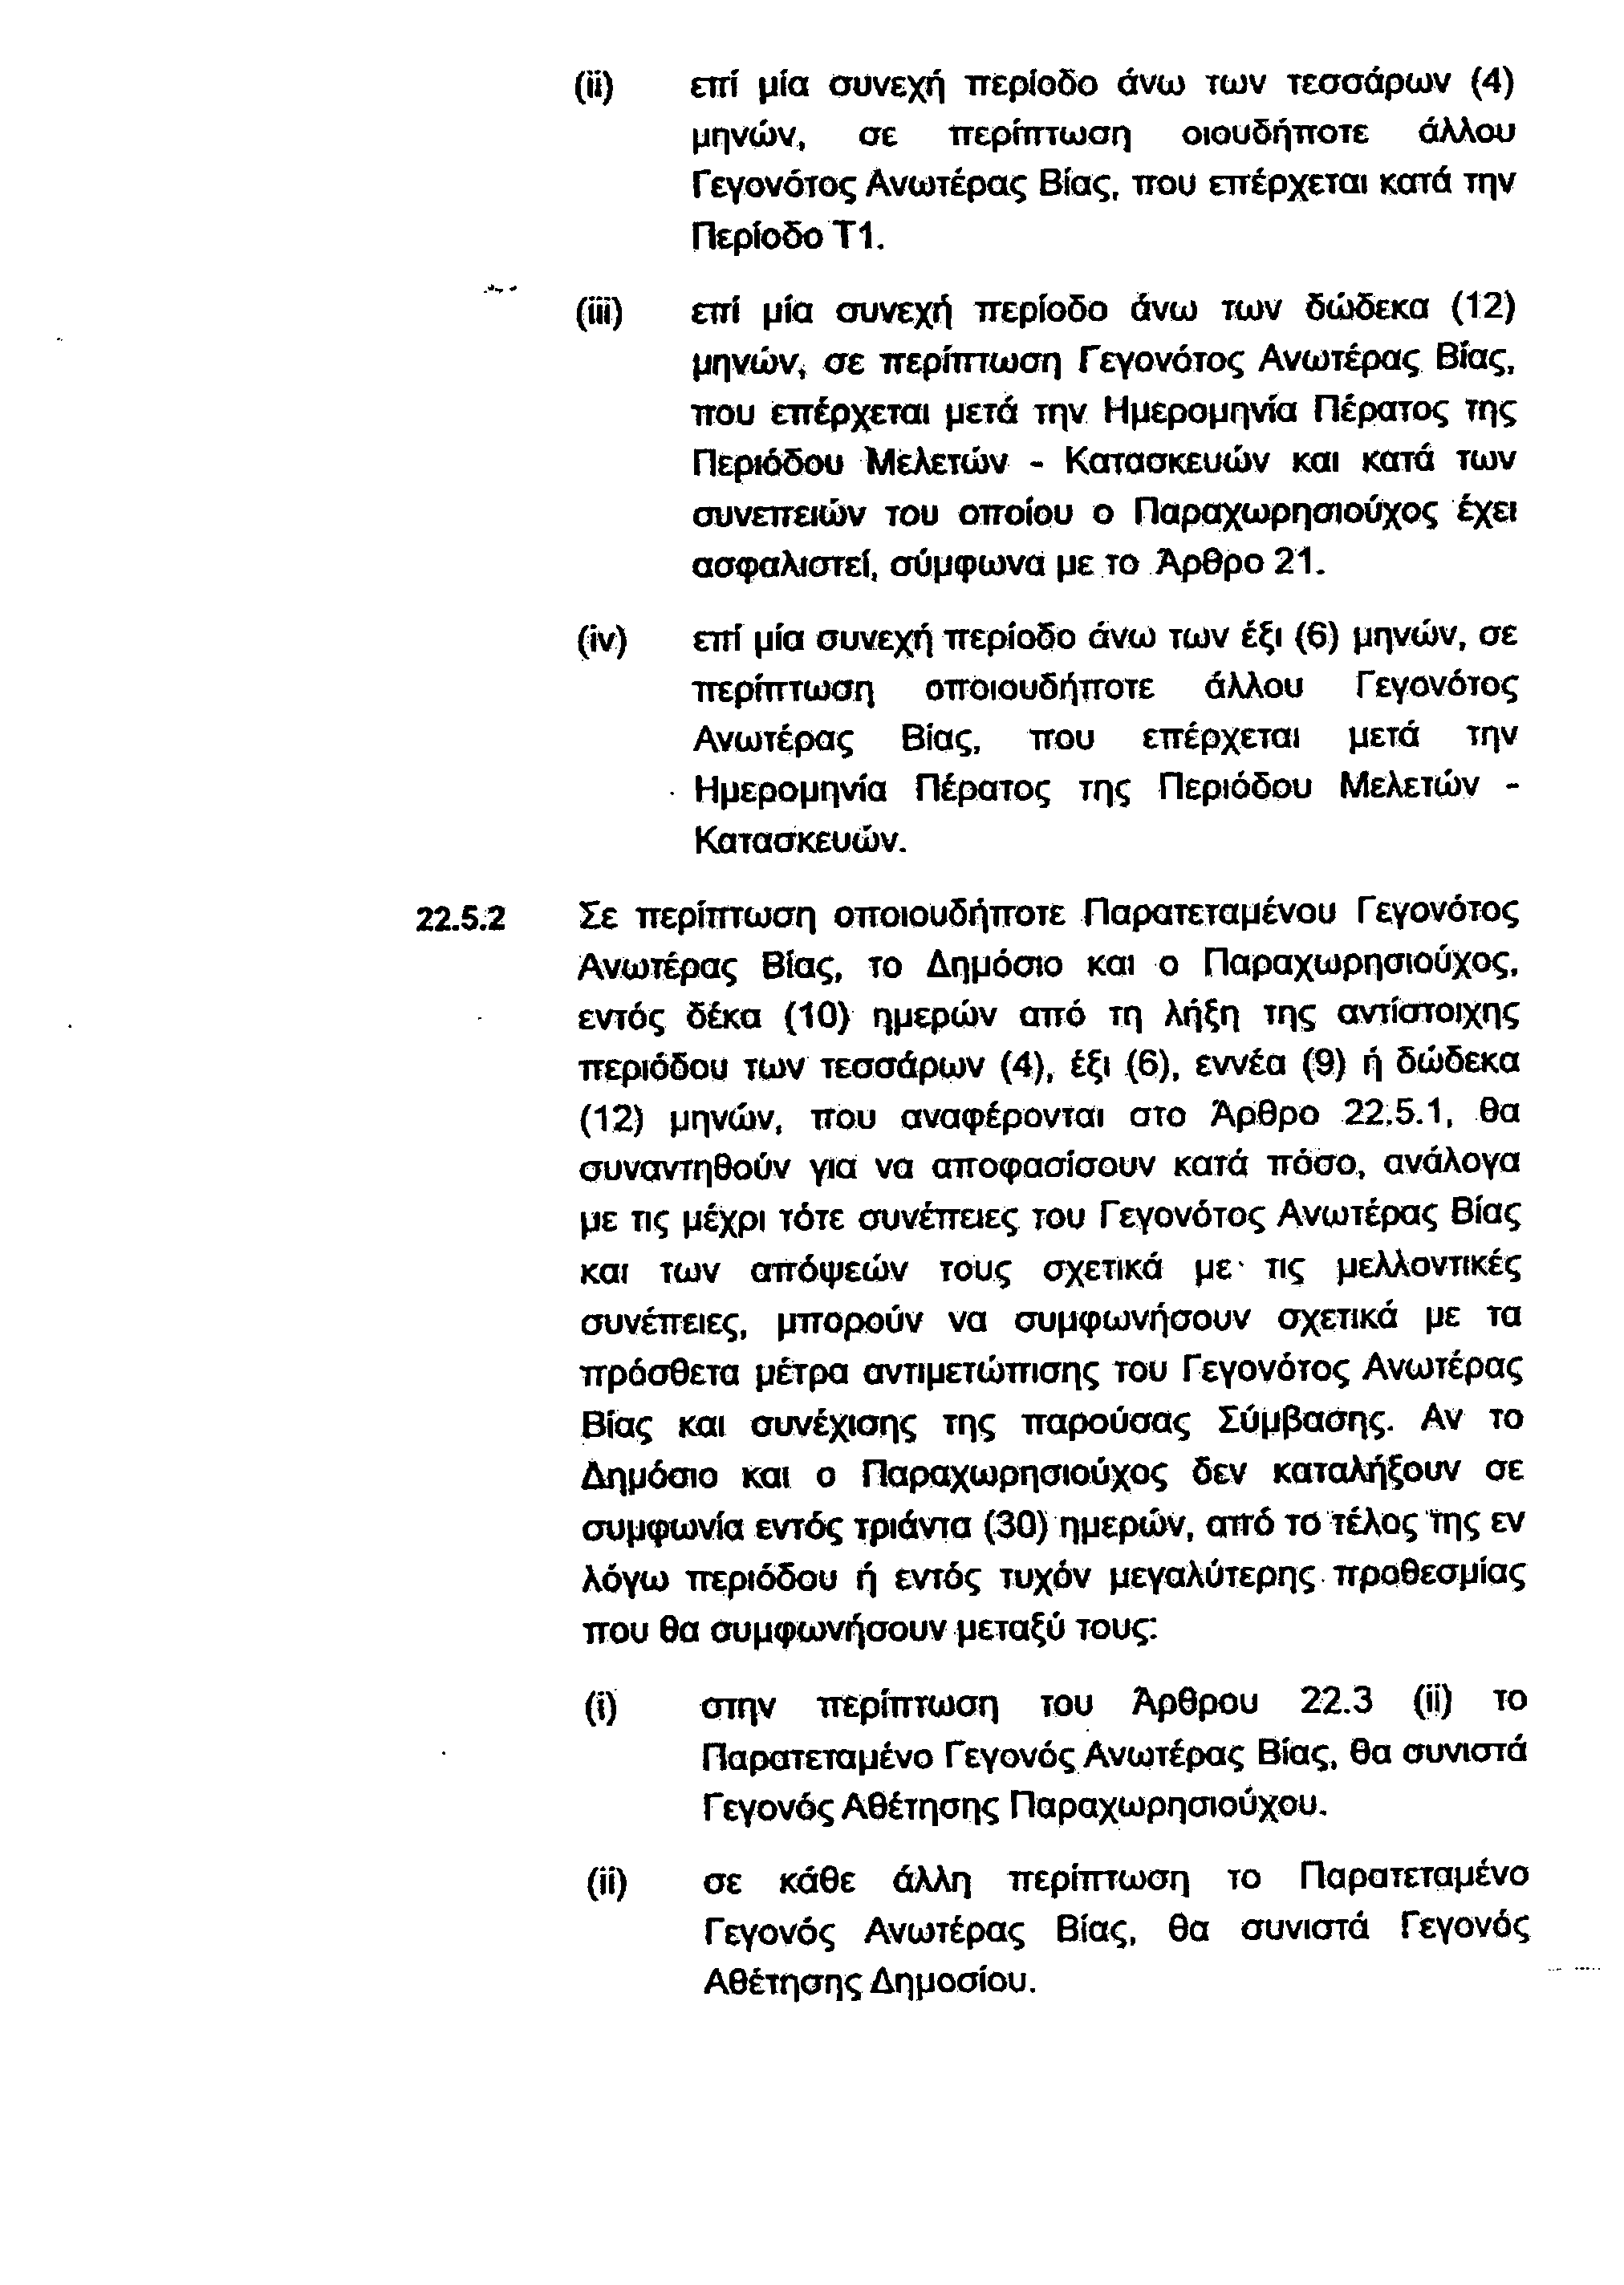 (ii) επί μία συνεχή περίοδο άνω των τεσσάρων (4)
μηνών, σε περίπτωση οιουδήποτε άλλου
Γεγονότος Ανωτέρας Βίας, που επέρχεται κατά την
Περίοδο Τ1.
(iii) επί μία συνεχή περίοδο άνω των δώδεκα (12)
μηνών, σε περίπτωση Γεγονότος Ανωτέρας Βίας,
που επέρχεται μετά την Ημερομηνία Πέρατος της
Περιόδου Μελετών - Κατασκευών και κατά των
συνεπειών του οποίου ο Παραχωρησιούχος έχει
ασφαλιστεί, σύμφωνα με το Άρθρο 21.
(iv) επί μία συνεχή περίοδο άνω των έξι (6) μηνών, σε
περίπτωση οποιουδήποτε άλλου Γεγονότος
Ανωτέρας Βίας, που επέρχεται μετά την
Ημερομηνία Πέρατος της Περιόδου Μελετών -
Κατασκευών.
22.5.2 Σε περίπτωση οποιουδήποτε Παρατεταμένου Γεγονότος
Ανωτέρας Βίας, το Δημόσιο και ο Παραχωρησιούχος,
εντός δέκα (10) ημερών από τη λήξη της αντίστοιχης
περιόδου των τεσσάρων (4), έξι (6), εννέα (9) ή δώδεκα
(12) μηνών, που αναφέρονται στο Άρθρο 22.5.1, θα
συναντηθούν για να αποφασίσουν κατά πόσο, ανάλογα
με τις μέχρι τότε συνέπειες του Γεγονότος Ανωτέρας Βίας
και των απόψεών τους σχετικά με τις μελλοντικές
συνέπειες, μπορούν να συμφωνήσουν σχετικά με τα
πρόσθετα μέτρα αντιμετώπισης του Γεγονότος Ανωτέρας
Βίας και συνέχισης της παρούσας Σύμβασης. Αν το
Δημόσιο και ο Παραχωρησιούχος δεν καταλήξουν σε
συμφωνία εντός τριάντα (30) ημερών, από το τέλος της εν
λόγω περιόδου ή εντός τυχόν μεγαλύτερης προθεσμίας
που θα συμφωνήσουν μεταξύ τους:
(i) στην περίπτωση του Άρθρου 22.3 (ii) το
Παρατεταμένο Γεγονός Ανωτέρας Βίας, θα συνιστά
Γεγονός Αθέτησης Παραχωρησιούχου.
(ii) σε κάθε άλλη περίπτωση το Παρατεταμένο
Γεγονός Ανωτέρας Βίας, θα συνιστά Γεγονός
Αθέτησης Δημοσίου.